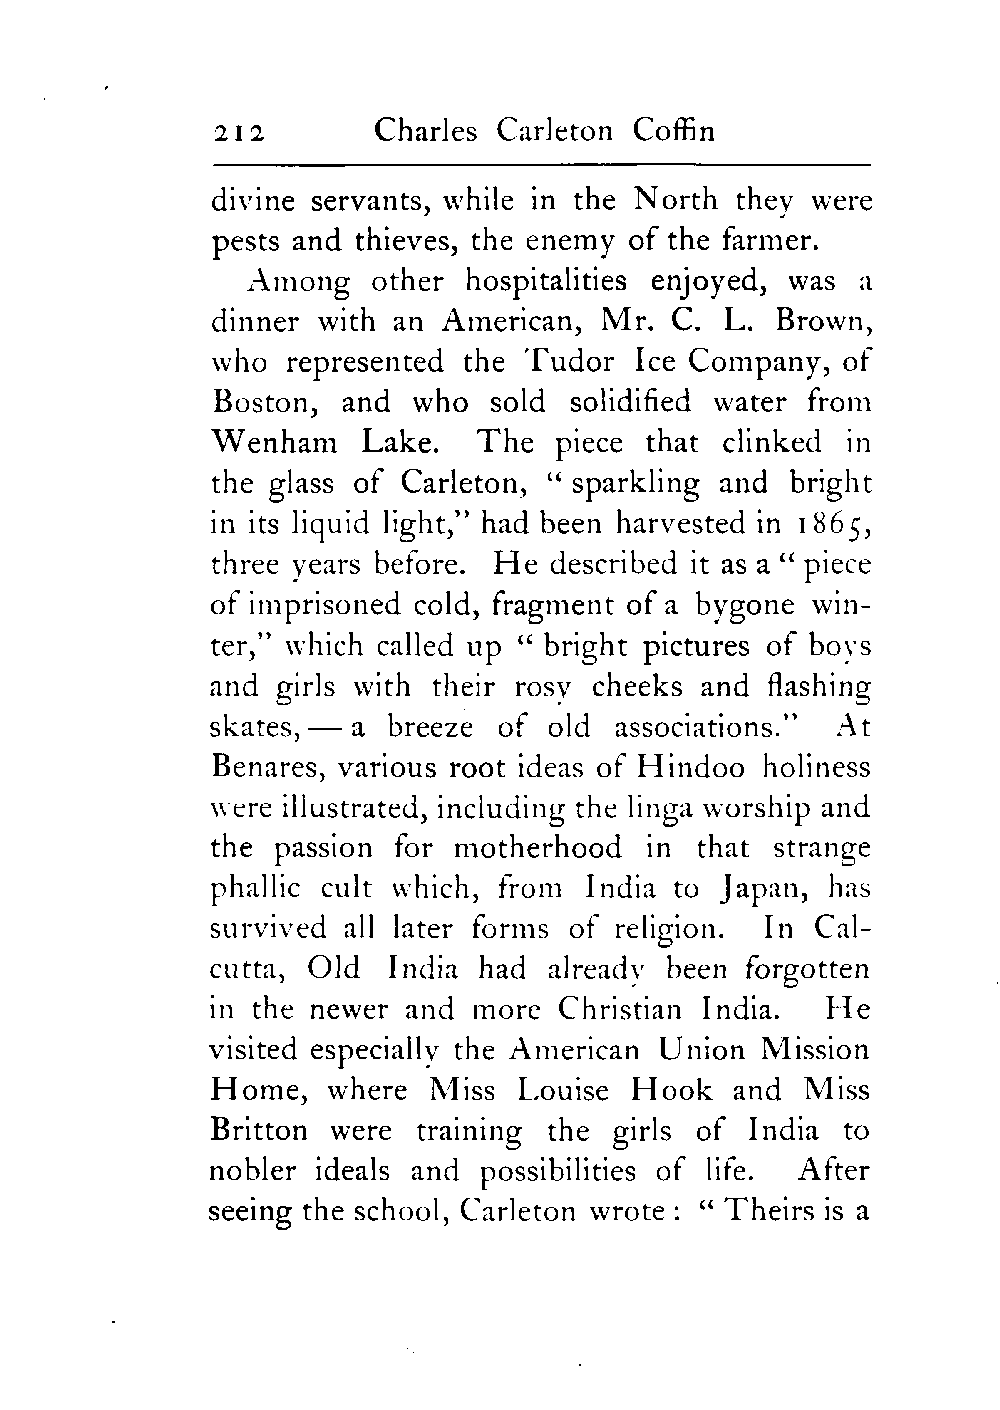 212 Charles Carleton Coffin
divine servants, while in the North they were
pests and thieves, the enemy of the farmer.
Among other hospitalities enjoyed, was a
dinner with an American, Mr. C. L. Brown,
who represented the Tudor Ice Company, of
Boston, and who sold solidified water from
Wenham Lake. The piece that clinked in
the glass of Carleton, “ sparkling and bright
in its liquid light,” had been harvested in 1865,
three years before. He described it as a “ piece
of imprisoned cold, fragment of a bygone win-
ter,” which called up “ bright pictures of boys
and girls with their rosy cheeks and flashing
skates, — a breeze of old associations.” At
Benares, various root ideas of Hindoo holiness
were illustrated, including the linga worship and
the passion for motherhood in that strange
phallic cult which, from India to Japan, has
survived all later forms of religion. In Cal-
cutta, Old India had already been forgotten
in the newer and more Christian India. He
visited especially the American Union Mission
Home, where Miss Louise Hook and Miss
Britton were training the girls of India to
nobler ideals and possibilities of life. After
seeing the school, Carleton wrote : “ Theirs is a